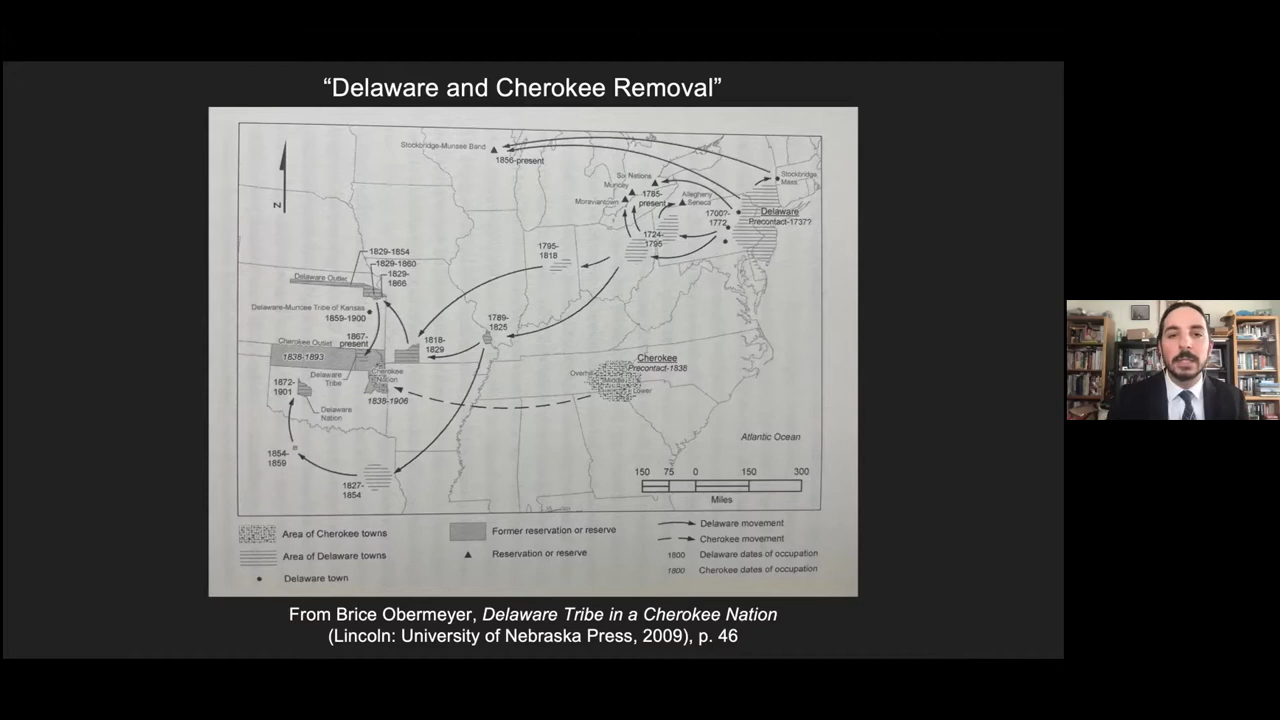 “Delaware and Cherokee Removal”
Stockbridge-Munsee Band
1856-present
Stockbridge
Mass.
Six Nations
Muncey
1785-
present
Moraviantown
Allegheny
Seneca
1700?-
1772
Delaware
Precontact-1737?
1724-
1795
1795-
1818
N
1829-1854
1829-1860
1829-
1866
Delaware Outlet
Delaware-Muncee Tribe of Kansas
1859-1900
1789-
1825
1818-
1829
1867-
present
Cherokee Outlet
1838-1893
Delaware
Tribe
Cherokee
Nation
1838-1906
1872-
1901
Delaware
Nation
Cherokee
Precontact-1838
Overhill
Middle
Lower
1854-
1859
1827-
1854
Atlantic Ocean
150 75 0 150 300
Miles
Area of Cherokee towns
Area of Delaware towns
Delaware town
Former reservation or reserve
Reservation or reserve
Delaware movement
Cherokee movement
1800 Delaware dates of occupation
1800 Cherokee dates of occupation
From Brice Obermeyer, Delaware Tribe in a Cherokee Nation
(Lincoln: University of Nebraska Press, 2009), p. 46